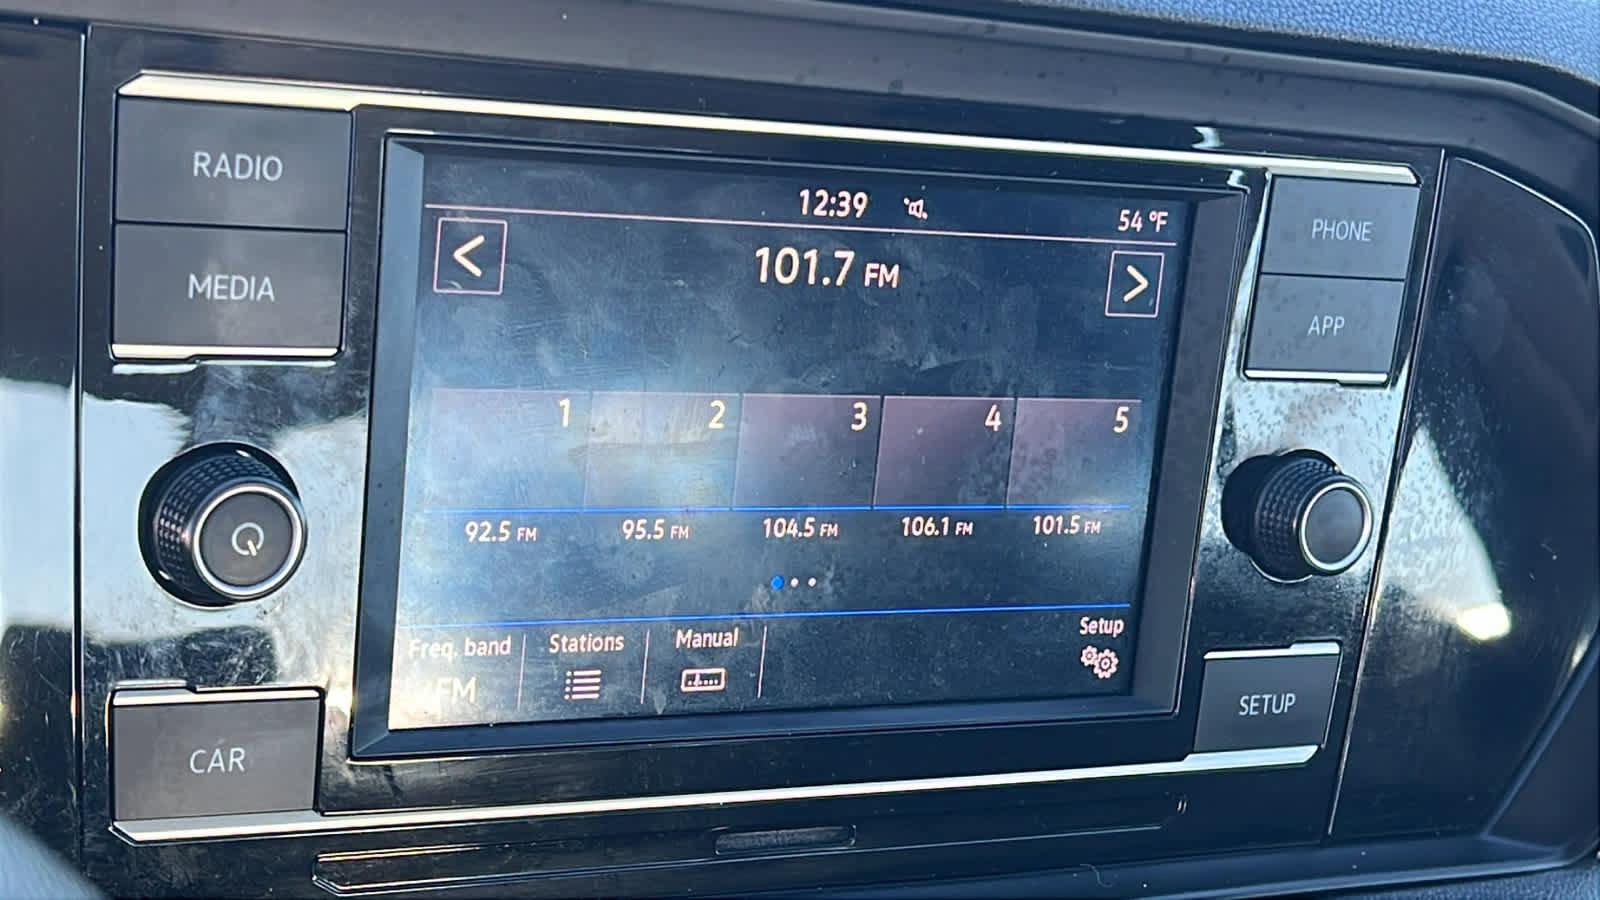 RADIO
MEDIA
CAR
12:39
54 °F
<
101.7 FM
>
1 2 3 4 5
92.5 FM 95.5 FM 104.5 FM 106.1 FM 101.5 FM
Freq. band Stations Manual Setup
FM
PHONE
APP
SETUP